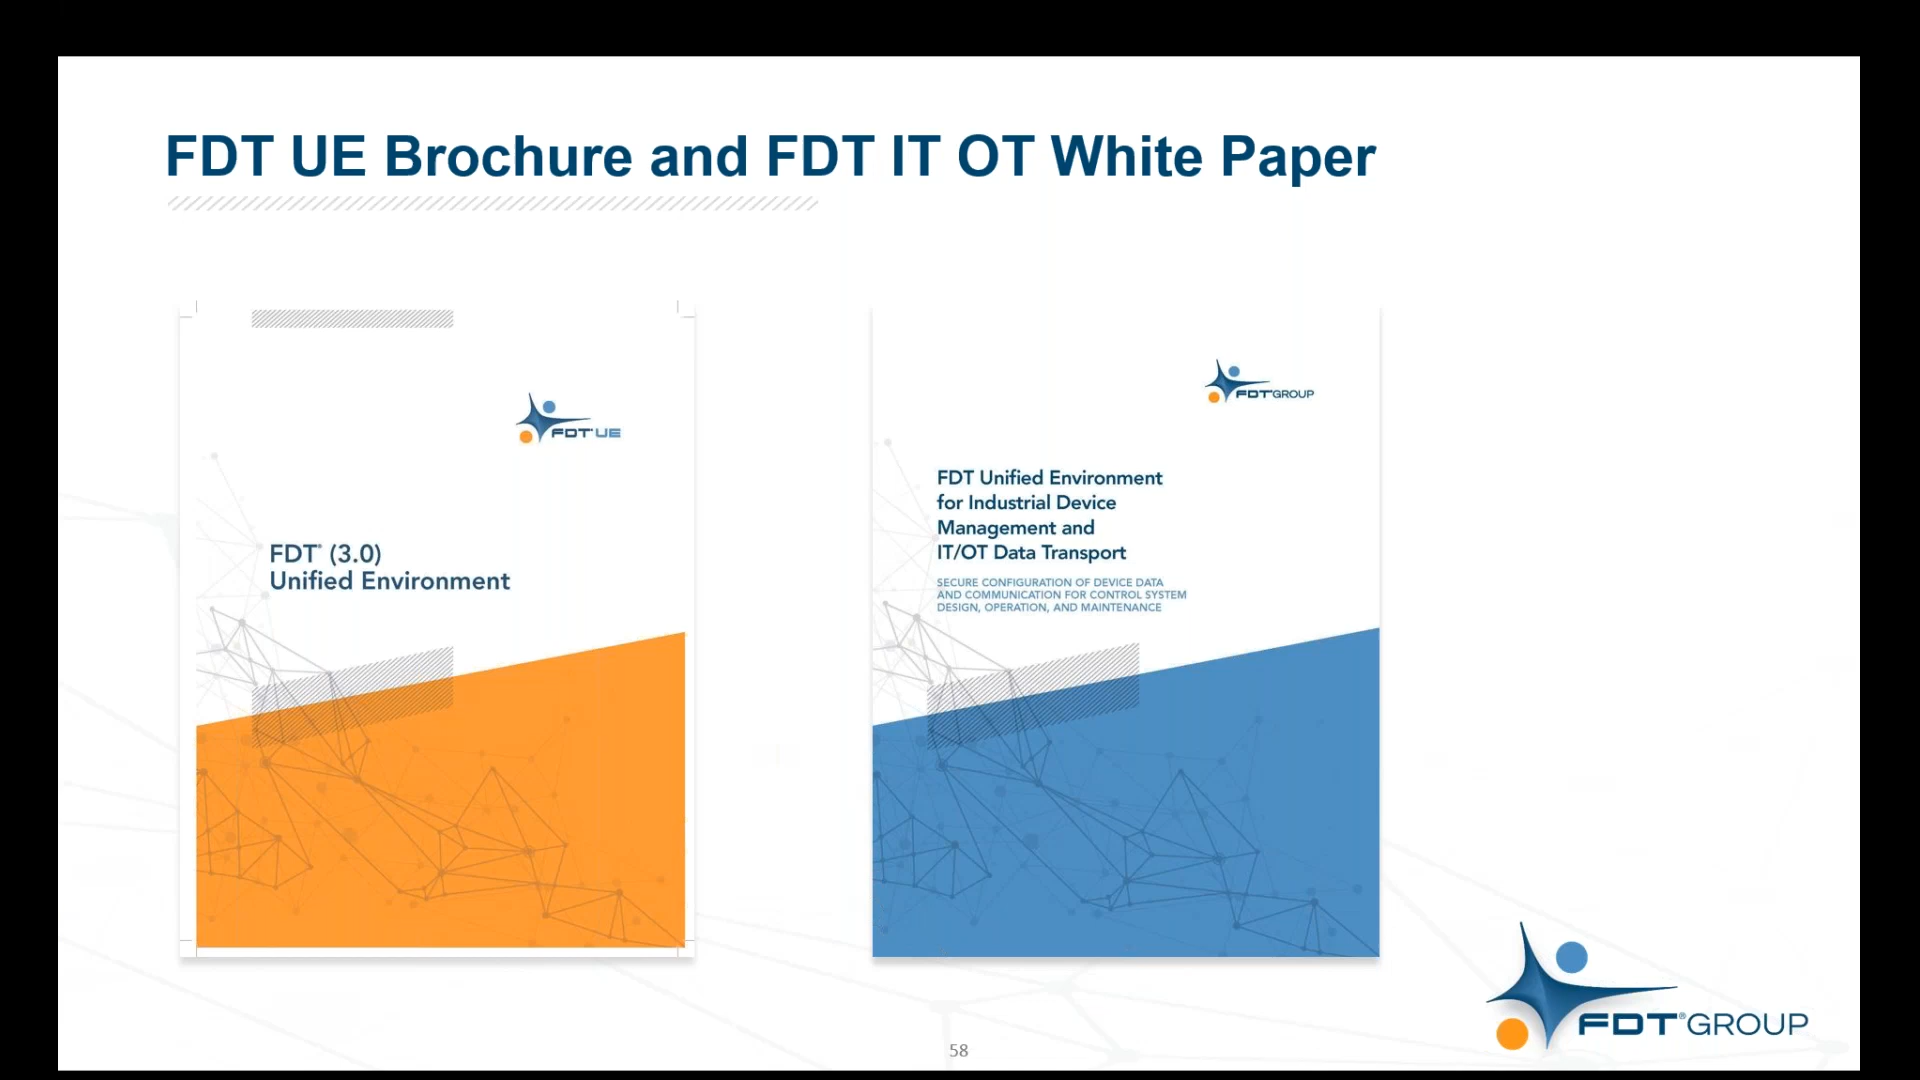 FDT UE Brochure and FDT IT OT White Paper
FDT® UE
FDT® (3.0)
Unified Environment
FDT®GROUP
FDT Unified Environment
for Industrial Device
Management and
IT/OT Data Transport
SECURE CONFIGURATION OF DEVICE DATA
AND COMMUNICATION FOR CONTROL SYSTEM
DESIGN, OPERATION, AND MAINTENANCE
FDT®GROUP
58